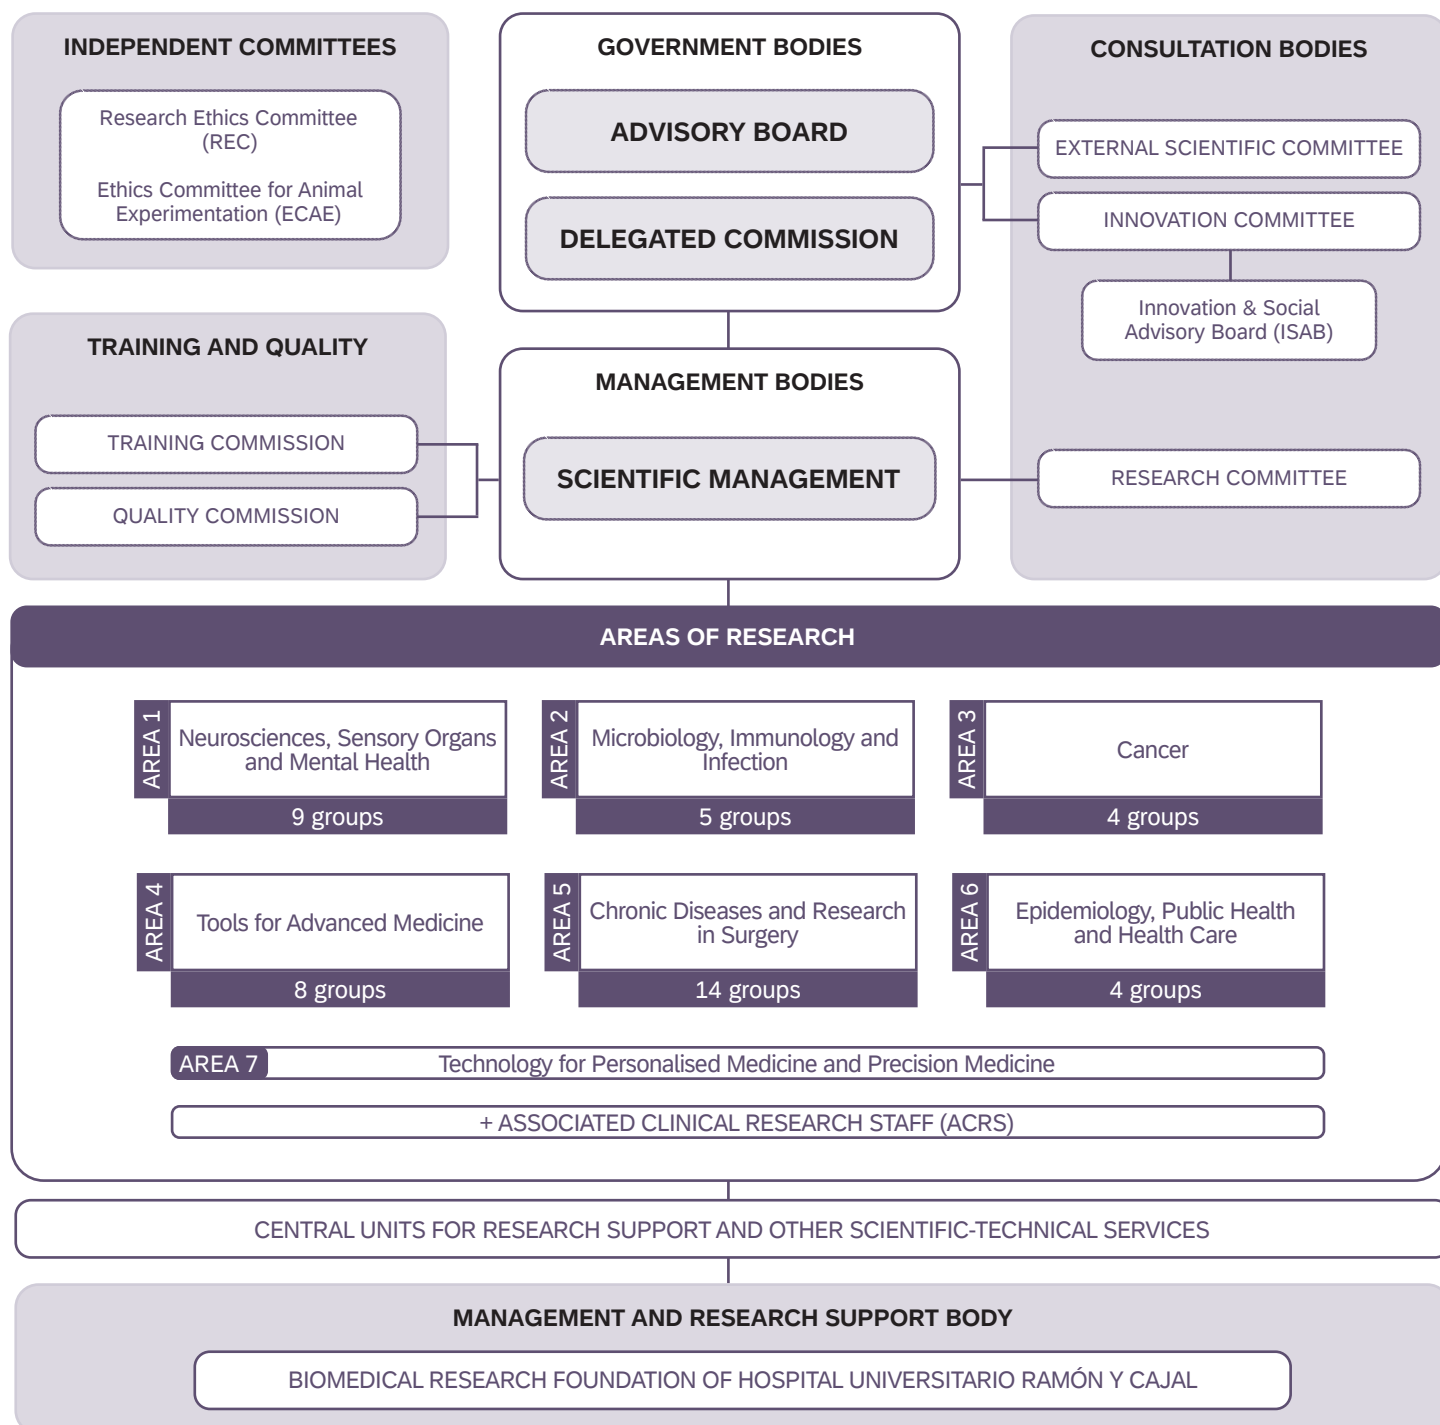 INDEPENDENT COMMITTEES
Research Ethics Committee
(REC)
Ethics Committee for Animal
Experimentation (ECAE)
GOVERNMENT BODIES
ADVISORY BOARD
DELEGATED COMMISSION
CONSULTATION BODIES
EXTERNAL SCIENTIFIC COMMITTEE
INNOVATION COMMITTEE
Innovation & Social
Advisory Board (ISAB)
RESEARCH COMMITTEE
TRAINING AND QUALITY
TRAINING COMMISSION
QUALITY COMMISSION
MANAGEMENT BODIES
SCIENTIFIC MANAGEMENT
AREAS OF RESEARCH
AREA 1
Neurosciences, Sensory Organs
and Mental Health
9 groups
AREA 2
Microbiology, Immunology and
Infection
5 groups
AREA 3
Cancer
4 groups
AREA 4
Tools for Advanced Medicine
8 groups
AREA 5
Chronic Diseases and Research
in Surgery
14 groups
AREA 6
Epidemiology, Public Health
and Health Care
4 groups
AREA 7
Technology for Personalised Medicine and Precision Medicine
+ ASSOCIATED CLINICAL RESEARCH STAFF (ACRS)
CENTRAL UNITS FOR RESEARCH SUPPORT AND OTHER SCIENTIFIC-TECHNICAL SERVICES
MANAGEMENT AND RESEARCH SUPPORT BODY
BIOMEDICAL RESEARCH FOUNDATION OF HOSPITAL UNIVERSITARIO RAMÓN Y CAJAL